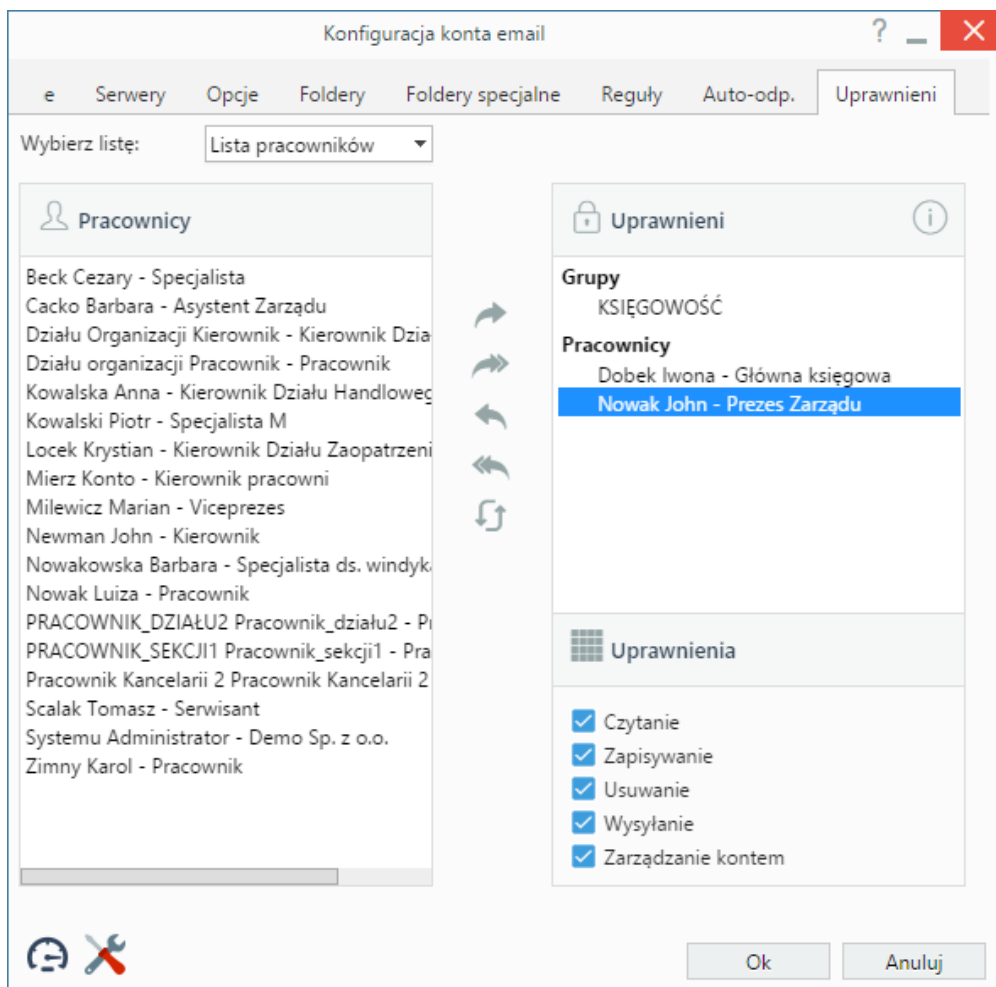 Konfiguracja konta email ?
e Serwery Opcje Foldery Foldery specjalne Reguły Auto-odp. Uprawnieni
Wybierz listę: Lista pracowników
Pracownicy
Beck Cezary - Specjalista
Cacko Barbara - Asystent Zarządu
Działu Organizacji Kierownik - Kierownik Dzia
Działu organizacji Pracownik - Pracownik
Kowalska Anna - Kierownik Działu Handloweg
Kowalski Piotr - Specjalista M
Locek Krystian - Kierownik Działu Zaopatrzeni
Mierz Konto - Kierownik pracowni
Milewicz Marian - Viceprezes
Newman John - Kierownik
Nowakowska Barbara - Specjalista ds. windyk
Nowak Luiza - Pracownik
PRACOWNIK_DZIAŁU2 Pracownik_działu2 - Pr
PRACOWNIK_SEKCJI1 Pracownik_sekcji1 - Pra
Pracownik Kancelarii 2 Pracownik Kancelarii 2
Scalak Tomasz - Serwisant
Systemu Administrator - Demo Sp. z o.o.
Zimny Karol - Pracownik
Uprawnieni
Grupy
KSIĘGOWOŚĆ
Pracownicy
Dobek Iwona - Główna księgowa
Nowak John - Prezes Zarządu
Uprawnienia
Czytanie
Zapisywanie
Usuwanie
Wysyłanie
Zarządzanie kontem
Ok Anuluj